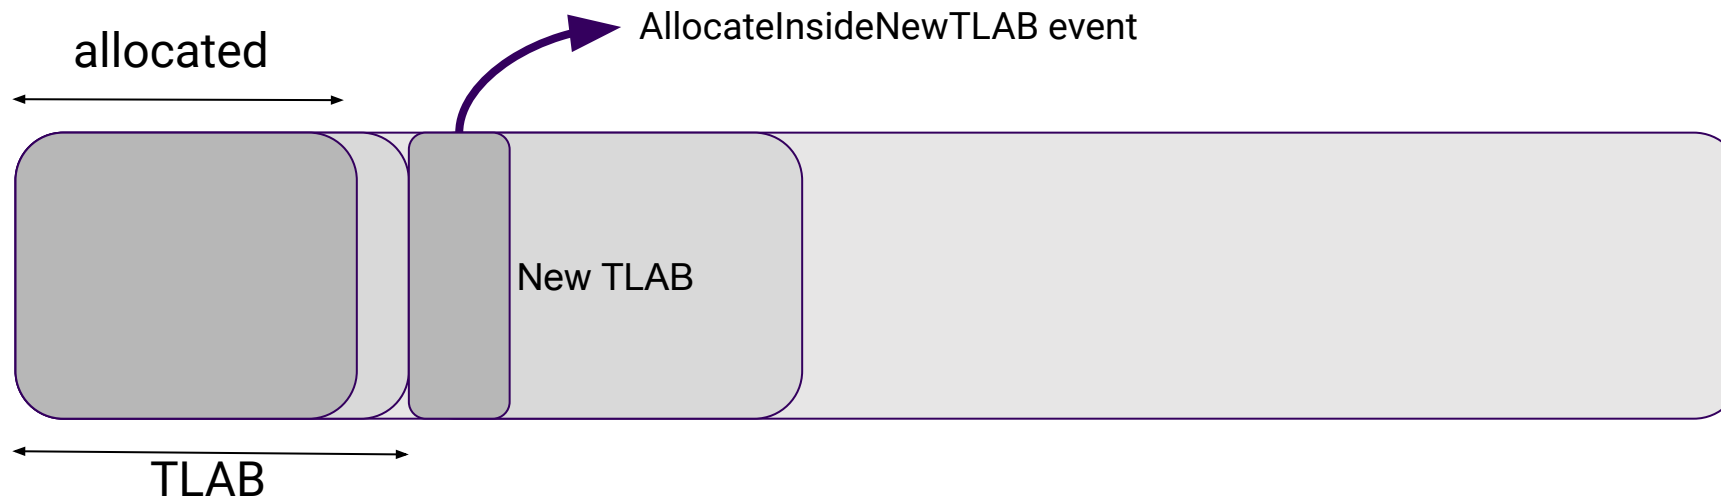 AllocateInsideNewTLAB event
allocated
New TLAB
TLAB